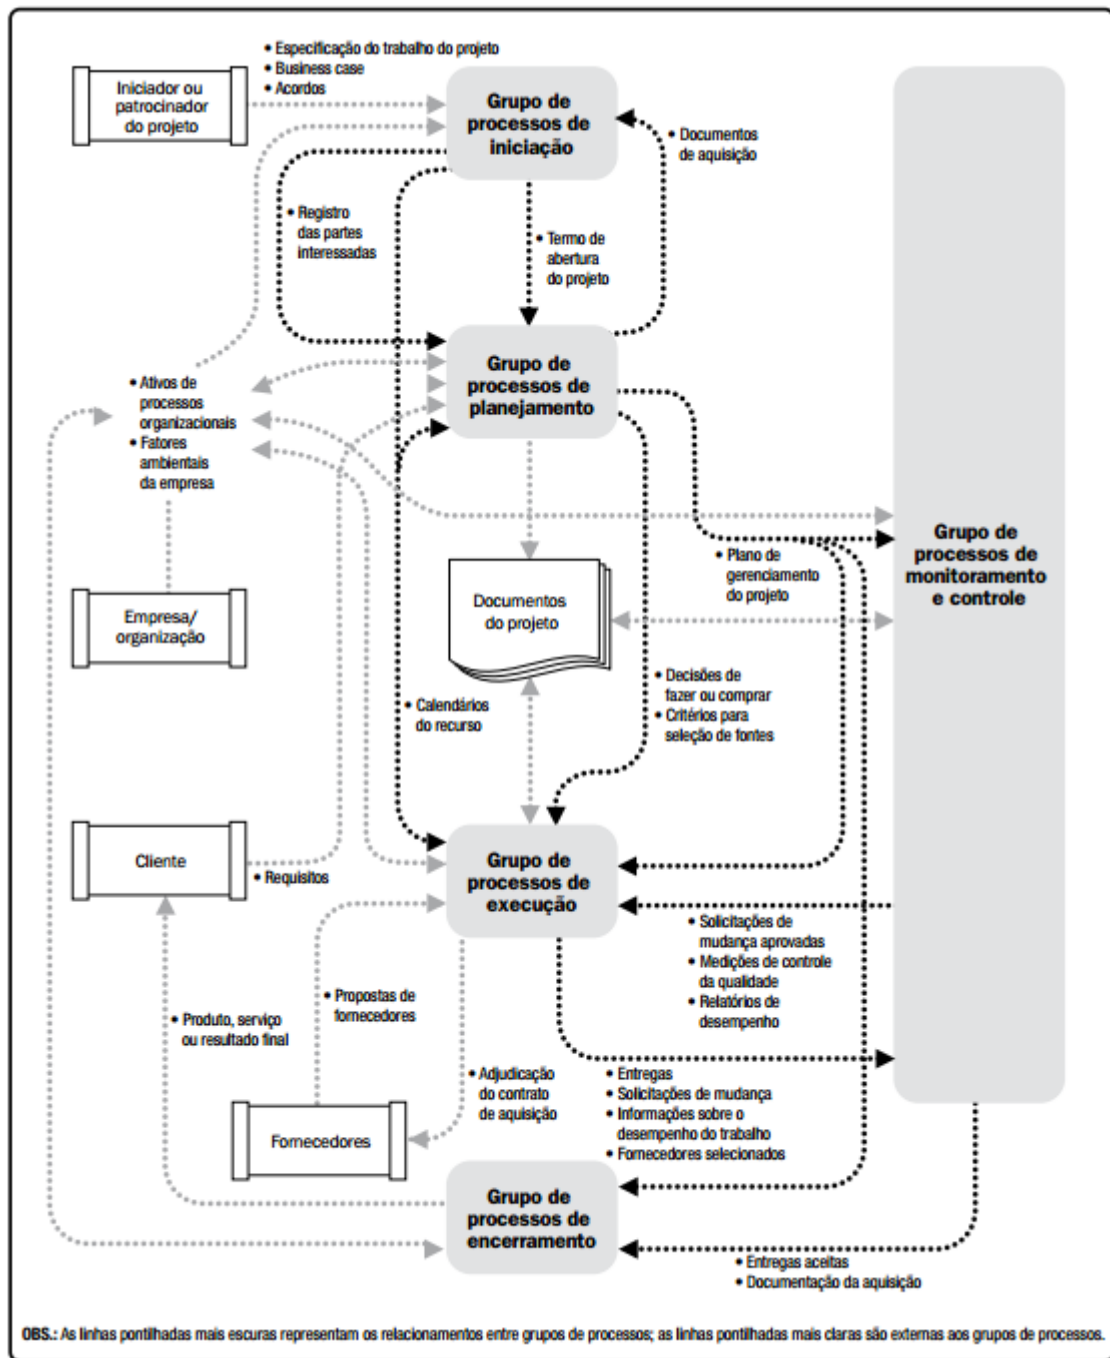 • Especificação do trabalho do projeto
• Business case
• Acordos
Iniciador ou
patrocinador
do projeto
Grupo de
processos de
iniciação
• Documentos
de aquisição
• Registro
das partes
interessadas
• Termo de
abertura
do projeto
Grupo de
processos de
planejamento
• Ativos de
processos
organizacionais
• Fatores
ambientais
da empresa
Grupo de
processos de
monitoramento
e controle
• Plano de
gerenciamento
do projeto
Empresa/
organização
Documentos
do projeto
• Calendários
do recurso
• Decisões de
fazer ou comprar
• Critérios para
seleção de fontes
Cliente
• Requisitos
Grupo de
processos de
execução
• Solicitações de
mudança aprovadas
• Medições de controle
da qualidade
• Relatórios de
desempenho
• Propostas de
fornecedores
• Produto, serviço
ou resultado final
• Adjudicação
do contrato
de aquisição
• Entregas
• Solicitações de mudança
• Informações sobre o
desempenho do trabalho
• Fornecedores selecionados
Fornecedores
Grupo de
processos de
encerramento
• Entregas aceitas
• Documentação da aquisição
OBS.: As linhas pontilhadas mais escuras representam os relacionamentos entre grupos de processos; as linhas pontilhadas mais claras são externas aos grupos de processos.